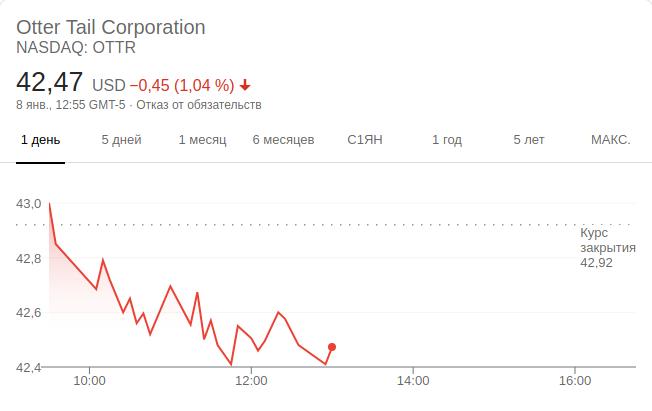 Otter Tail Corporation
NASDAQ: OTTR
42,47 USD −0,45 (1,04 %)
8 янв., 12:55 GMT-5 · Отказ от обязательств
1 день 5 дней 1 месяц 6 месяцев С1ЯН 1 год 5 лет МАКС.
43,0
Курс
закрытия
42,92
42,8
42,6
42,4
10:00 12:00 14:00 16:00